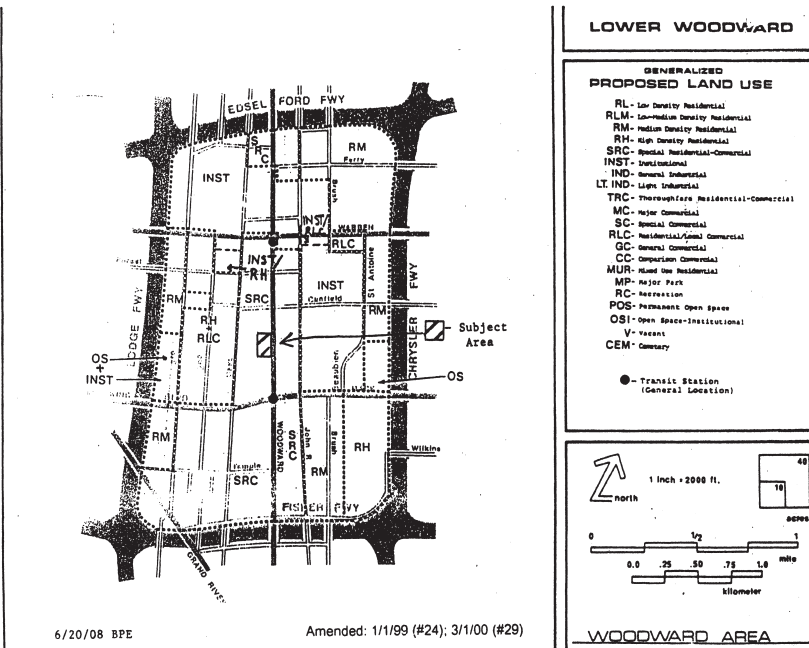 LOWER WOODWARD
GENERALIZED
PROPOSED LAND USE
RL- Low Density Residential
RLM- Low-Medium Density Residential
RM- Medium Density Residential
RH- High Density Residential
SRC- Special Residential-Commercial
INST- Institutional
IND- General Industrial
LT. IND- Light Industrial
TRC- Thoroughfare Residential-Commercial
MC- Major Commercial
SC- Special Commercial
RLC- Residential/Local Commercial
GC- General Commercial
CC- Comparison Commercial
MUR- Mixed Use Residential
MP- Major Park
RC- Recreation
POS- Permanent Open Space
OSI- Open Space-Institutional
V- Vacant
CEM- Cemetary
- Transit Station
(General Location)
EDSEL FORD FWY
S
R
C
RM
Ferry
INST
Brush
INST/
RLC
WARREN
RLC
INST/
RH
St Antoine
INST
SRC
Canfield
RM
RM
RH
RLC
LODGE FWY
CHRYSLER FWY
Subject
Area
OS
+
INST
Beaubien
OS
RM
WOODWARD
S
R
C
John R
Brush
RM
RH
Wilkins
Temple
SRC
FISHER FWY
GRAND RIVER
north
1 inch = 2000 ft.
40
10
acres
0 1/2 1
mile
0.0 .25 .50 .75 1.0
kilometer
6/20/08 BPE
Amended: 1/1/99 (#24); 3/1/00 (#29)
WOODWARD AREA